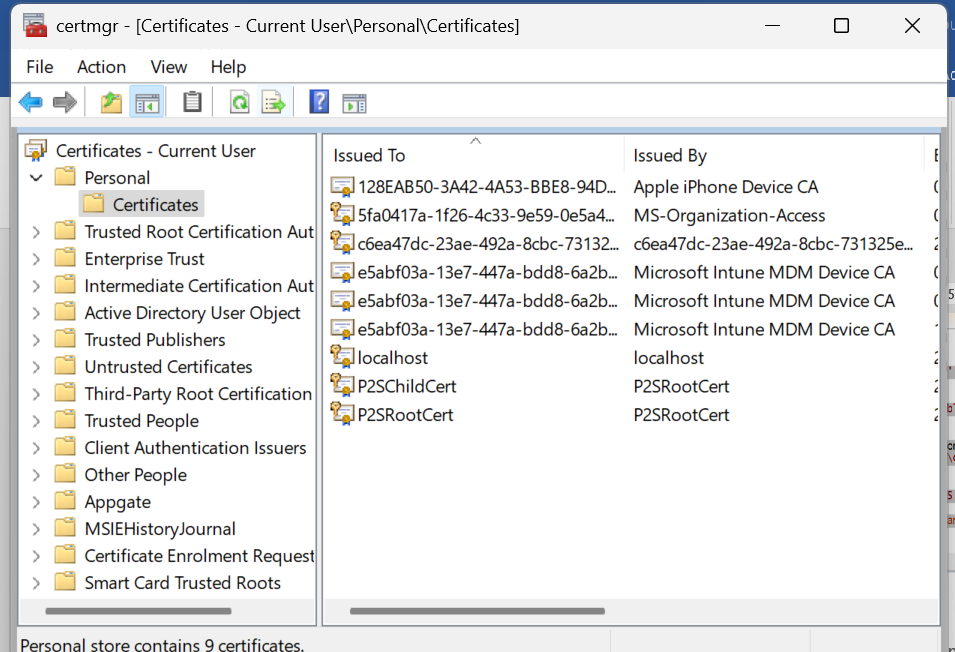 certmgr - [Certificates - Current User\Personal\Certificates]
File Action View Help
Certificates - Current User
Personal
Certificates
Trusted Root Certification Aut
Enterprise Trust
Intermediate Certification Aut
Active Directory User Object
Trusted Publishers
Untrusted Certificates
Third-Party Root Certification
Trusted People
Client Authentication Issuers
Other People
Appgate
MSIEHistoryJournal
Certificate Enrolment Request
Smart Card Trusted Roots
Issued To Issued By
128EAB50-3A42-4A53-BBE8-94D... Apple iPhone Device CA
5fa0417a-1f26-4c33-9e59-0e5a4... MS-Organization-Access
c6ea47dc-23ae-492a-8cbc-73132... c6ea47dc-23ae-492a-8cbc-731325e...
e5abf03a-13e7-447a-bdd8-6a2b... Microsoft Intune MDM Device CA
e5abf03a-13e7-447a-bdd8-6a2b... Microsoft Intune MDM Device CA
e5abf03a-13e7-447a-bdd8-6a2b... Microsoft Intune MDM Device CA
localhost localhost
P2SChildCert P2SRootCert
P2SRootCert P2SRootCert
Personal store contains 9 certificates.